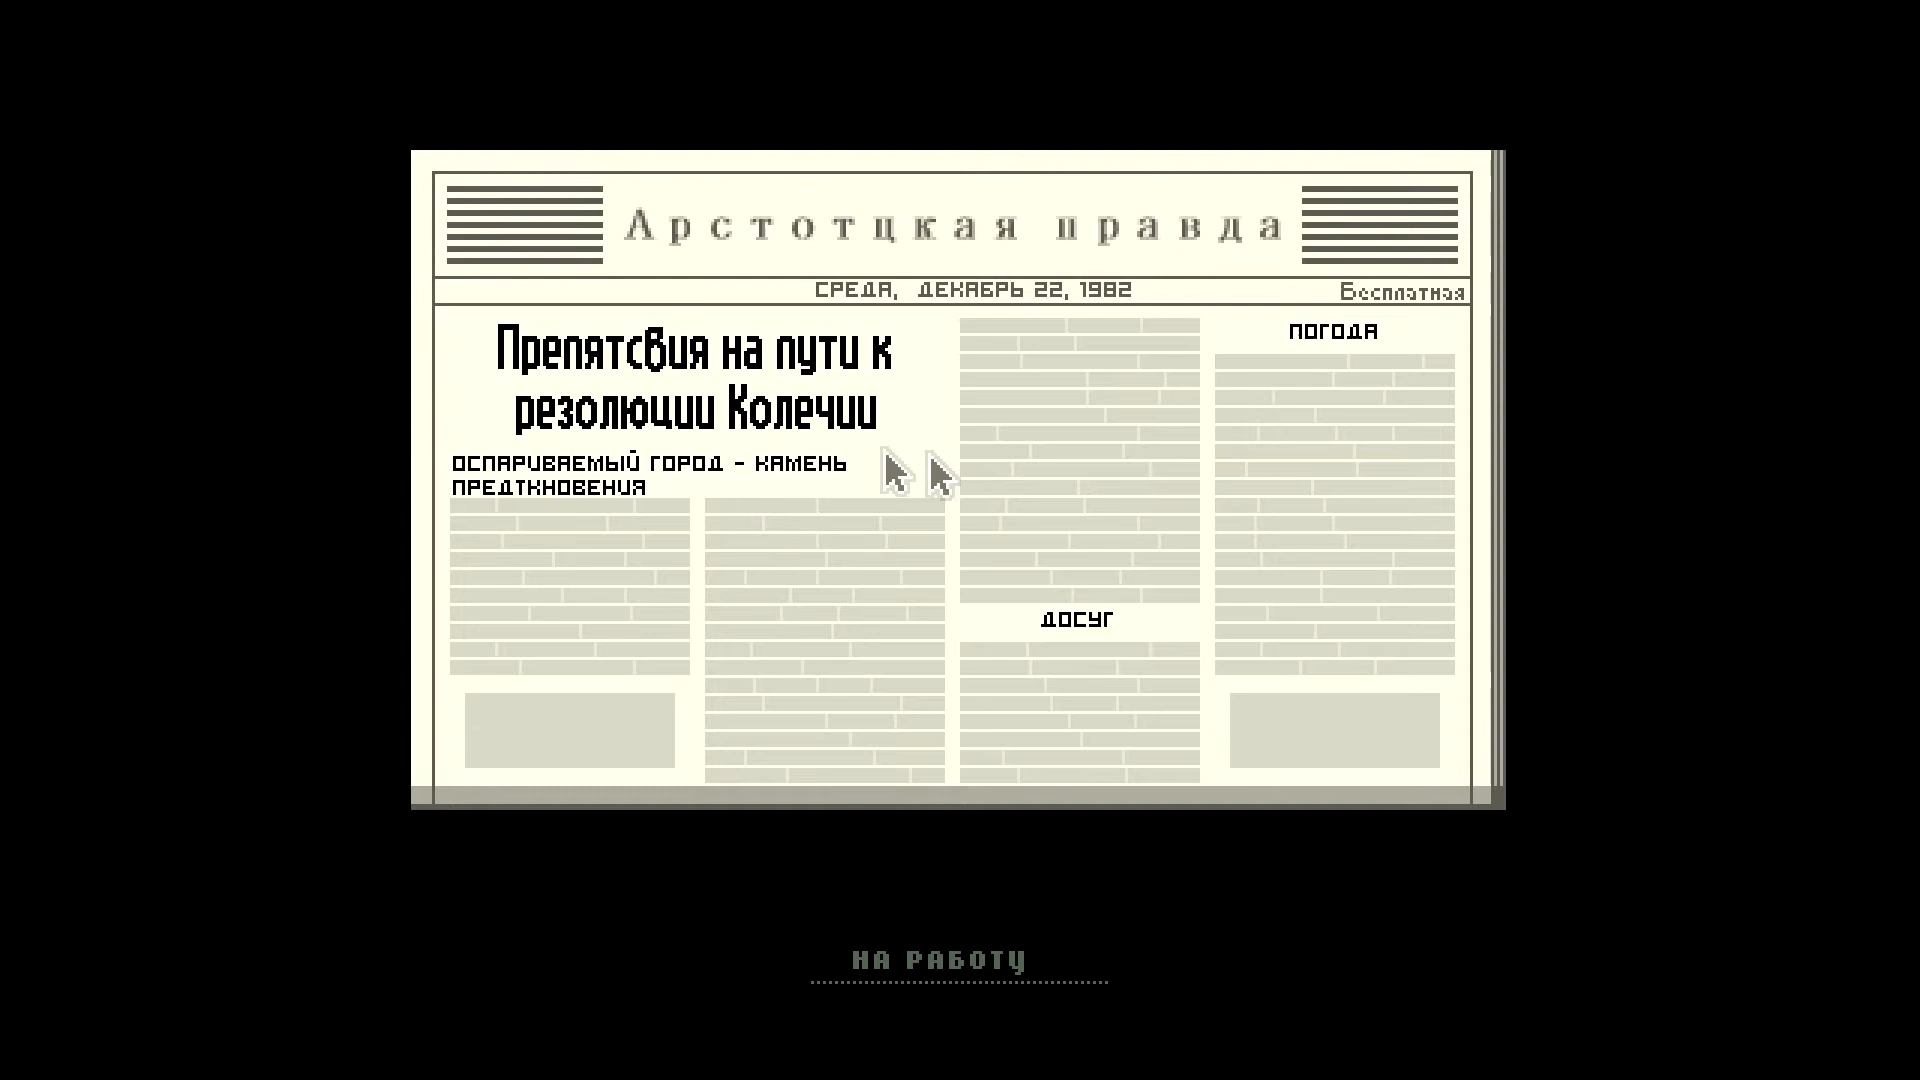 Арстотцкая правда
СРЕДА, ДЕКАБРЬ 22, 1982
Бесплатная
Препятсвия на пути к
резолюции Колечии
ОСПАРИВАЕМЫЙ ГОРОД - КАМЕНЬ
ПРЕДТКНОВЕНИЯ
ДОСУГ
ПОГОДА
НА РАБОТУ